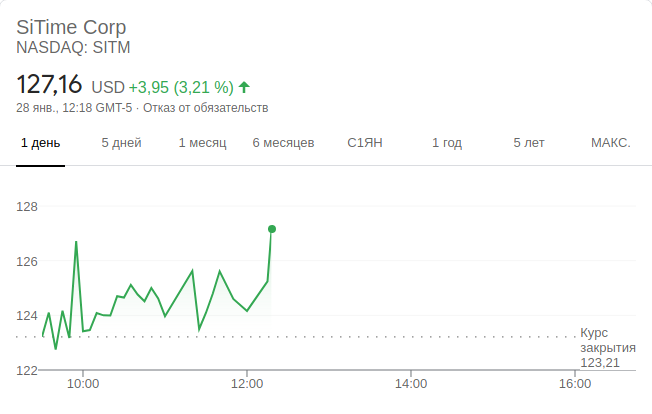 SiTime Corp
NASDAQ: SITM
127,16 USD +3,95 (3,21 %)
28 янв., 12:18 GMT-5 · Отказ от обязательств
1 день 5 дней 1 месяц 6 месяцев С1ЯН 1 год 5 лет МАКС.
128
126
124
122
Курс
закрытия
123,21
10:00 12:00 14:00 16:00